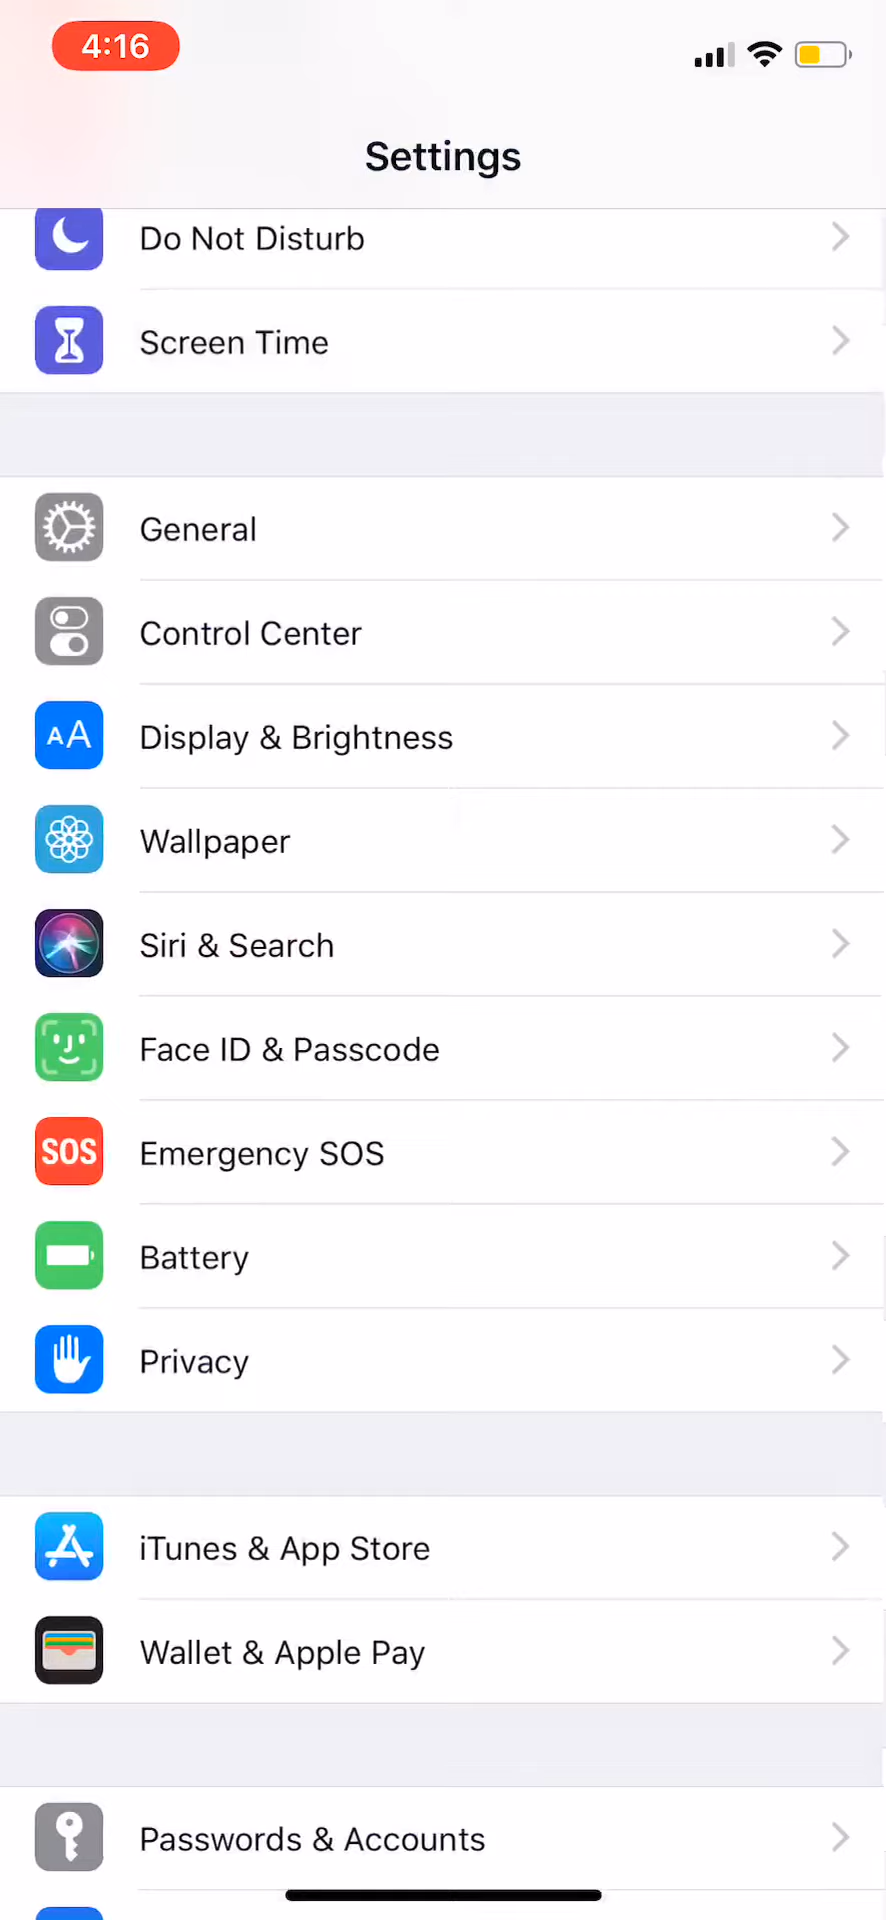 4:16
Settings
Do Not Disturb
Screen Time
General
Control Center
AA Display & Brightness
Wallpaper
Siri & Search
Face ID & Passcode
SOS Emergency SOS
Battery
Privacy
iTunes & App Store
Wallet & Apple Pay
Passwords & Accounts